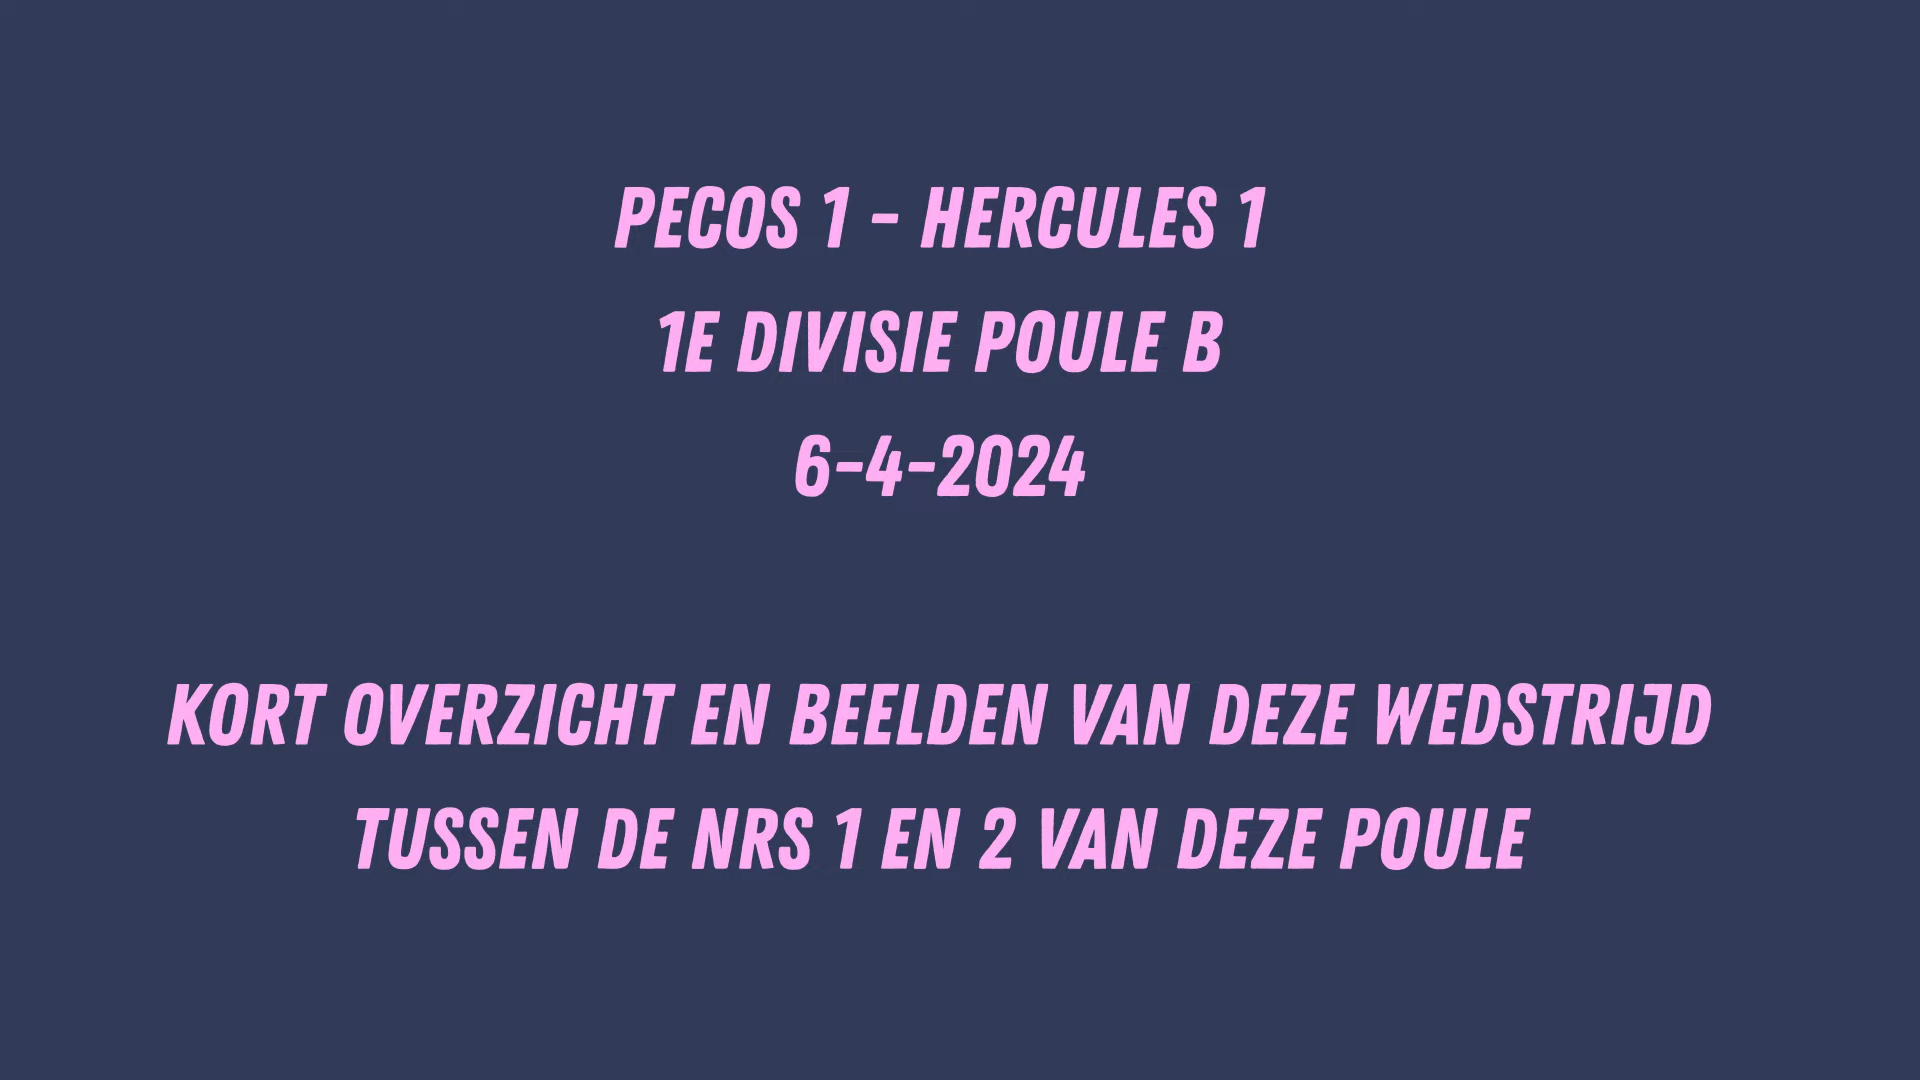 PECOS 1 - HERCULES 1
1E DIVISIE POULE B
6-4-2024
KORT OVERZICHT EN BEELDEN VAN DEZE WEDSTRIJD
TUSSEN DE NRS 1 EN 2 VAN DEZE POULE